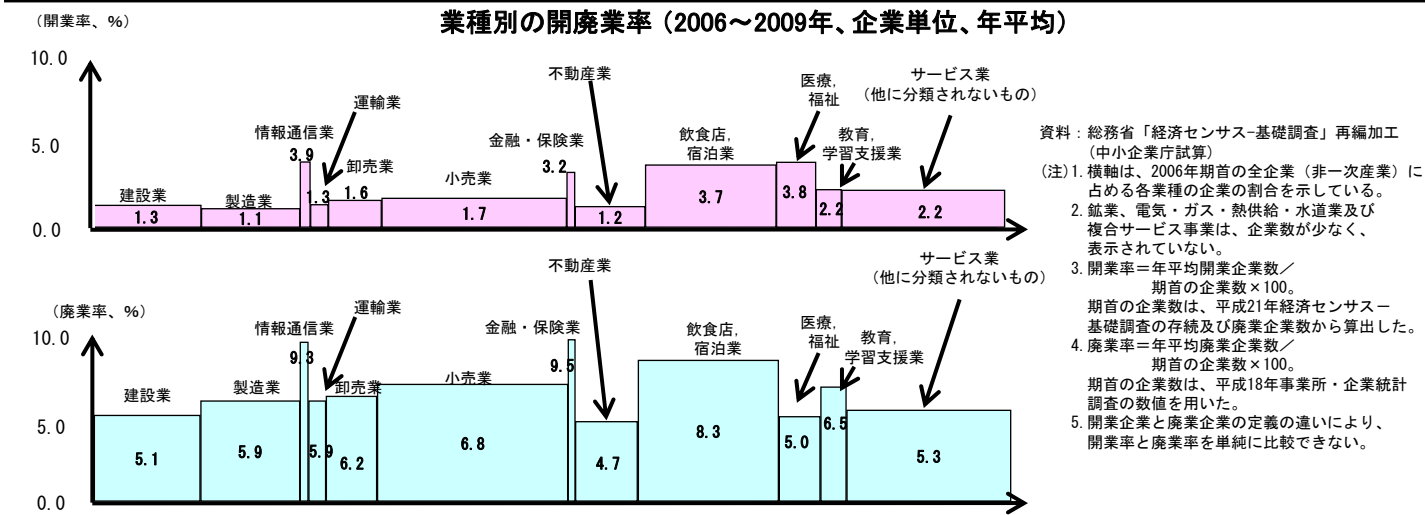 業種別の開廃業率（2006～2009年、企業単位、年平均）
（開業率、%）
10.0
5.0
0.0
建設業
1.3
製造業
1.1
情報通信業
3.9
運輸業
1.3
卸売業
1.6
小売業
1.7
金融・保険業
3.2
不動産業
1.2
飲食店,
宿泊業
3.7
医療,
福祉
3.8
教育,
学習支援業
2.2
サービス業
（他に分類されないもの）
2.2
（廃業率、%）
10.0
5.0
0.0
建設業
5.1
製造業
5.9
情報通信業
9.3
運輸業
5.9
卸売業
6.2
小売業
6.8
金融・保険業
9.5
不動産業
4.7
飲食店,
宿泊業
8.3
医療,
福祉
5.0
教育,
学習支援業
6.5
サービス業
（他に分類されないもの）
5.3
資料：総務省「経済センサス-基礎調査」再編加工
（中小企業庁試算）
（注）1.横軸は、2006年期首の全企業（非一次産業）に
占める各業種の企業の割合を示している。
2.鉱業、電気・ガス・熱供給・水道業及び
複合サービス事業は、企業数が少なく、
表示されていない。
3.開業率＝年平均開業企業数／
期首の企業数×100。
期首の企業数は、平成21年経済センサス－
基礎調査の存続及び廃業企業数から算出した。
4.廃業率＝年平均廃業企業数／
期首の企業数×100。
期首の企業数は、平成18年事業所・企業統計
調査の数値を用いた。
5.開業企業と廃業企業の定義の違いにより、
開業率と廃業率を単純に比較できない。